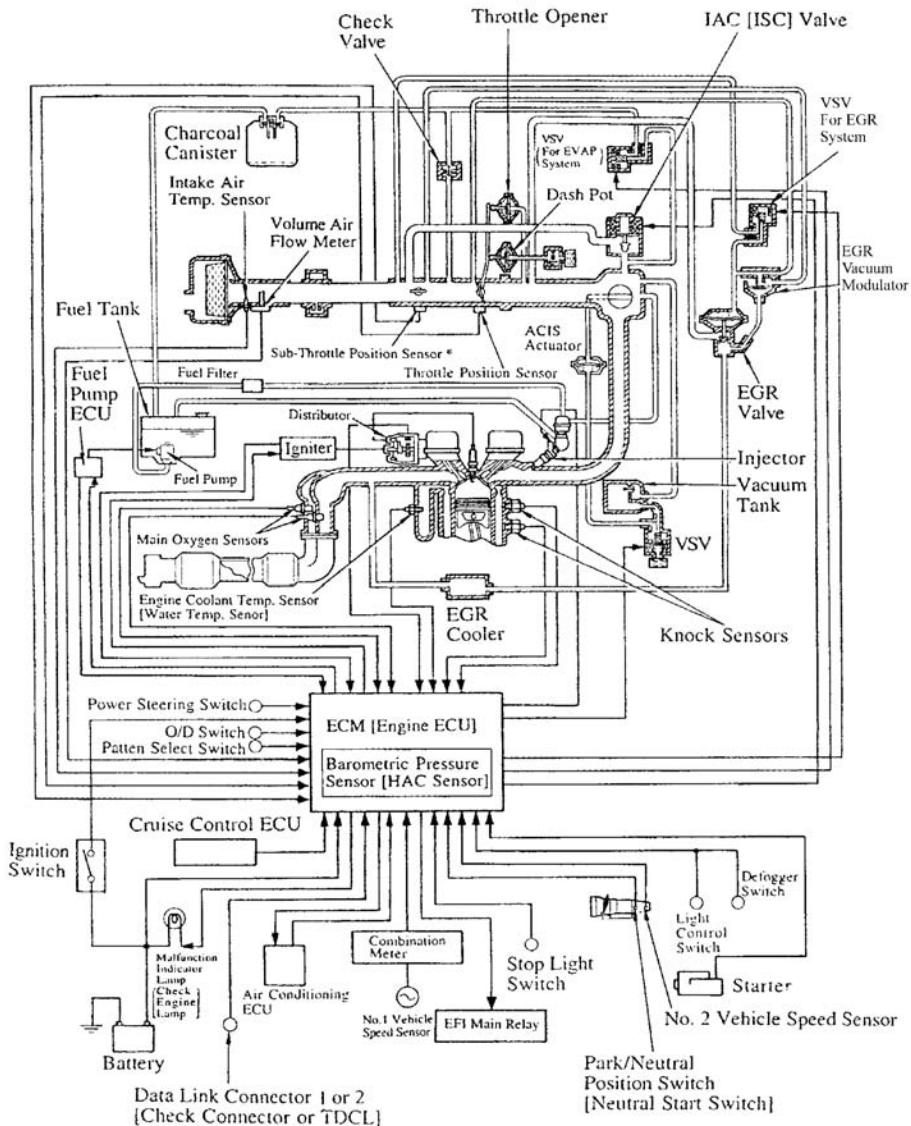 Check
Valve
Throttle Opener
IAC [ISC] Valve
VSV
For EGR
System
Charcoal
Canister
VSV
(For EVAP
System)
Intake Air
Temp. Sensor
Volume Air
Flow Meter
Dash Pot
EGR
Vacuum
Modulator
Fuel Tank
ACIS
Actuator
Sub-Throttle Position Sensor *
Throttle Position Sensor
EGR
Valve
Fuel
Pump
ECU
Fuel Filter
Distributor
Igniter
Injector
Fuel Pump
Vacuum
Tank
Main Oxygen Sensors
VSV
Engine Coolant Temp. Sensor
[Water Temp. Senor]
EGR
Cooler
Knock Sensors
Power Steering Switch
O/D Switch
Patten Select Switch
ECM [Engine ECU]
Barometric Pressure
Sensor [HAC Sensor]
Cruise Control ECU
Ignition
Switch
Defogger
Switch
Light
Control
Switch
Malfunction
Indicator
Lamp
(Check
Engine
Lamp)
Air Conditioning
ECU
Combination
Meter
Stop Light
Switch
Starter
No.1 Vehicle
Speed Sensor
EFI Main Relay
No. 2 Vehicle Speed Sensor
Battery
Park/Neutral
Position Switch
[Neutral Start Switch]
Data Link Connector 1 or 2
[Check Connector or TDCL]